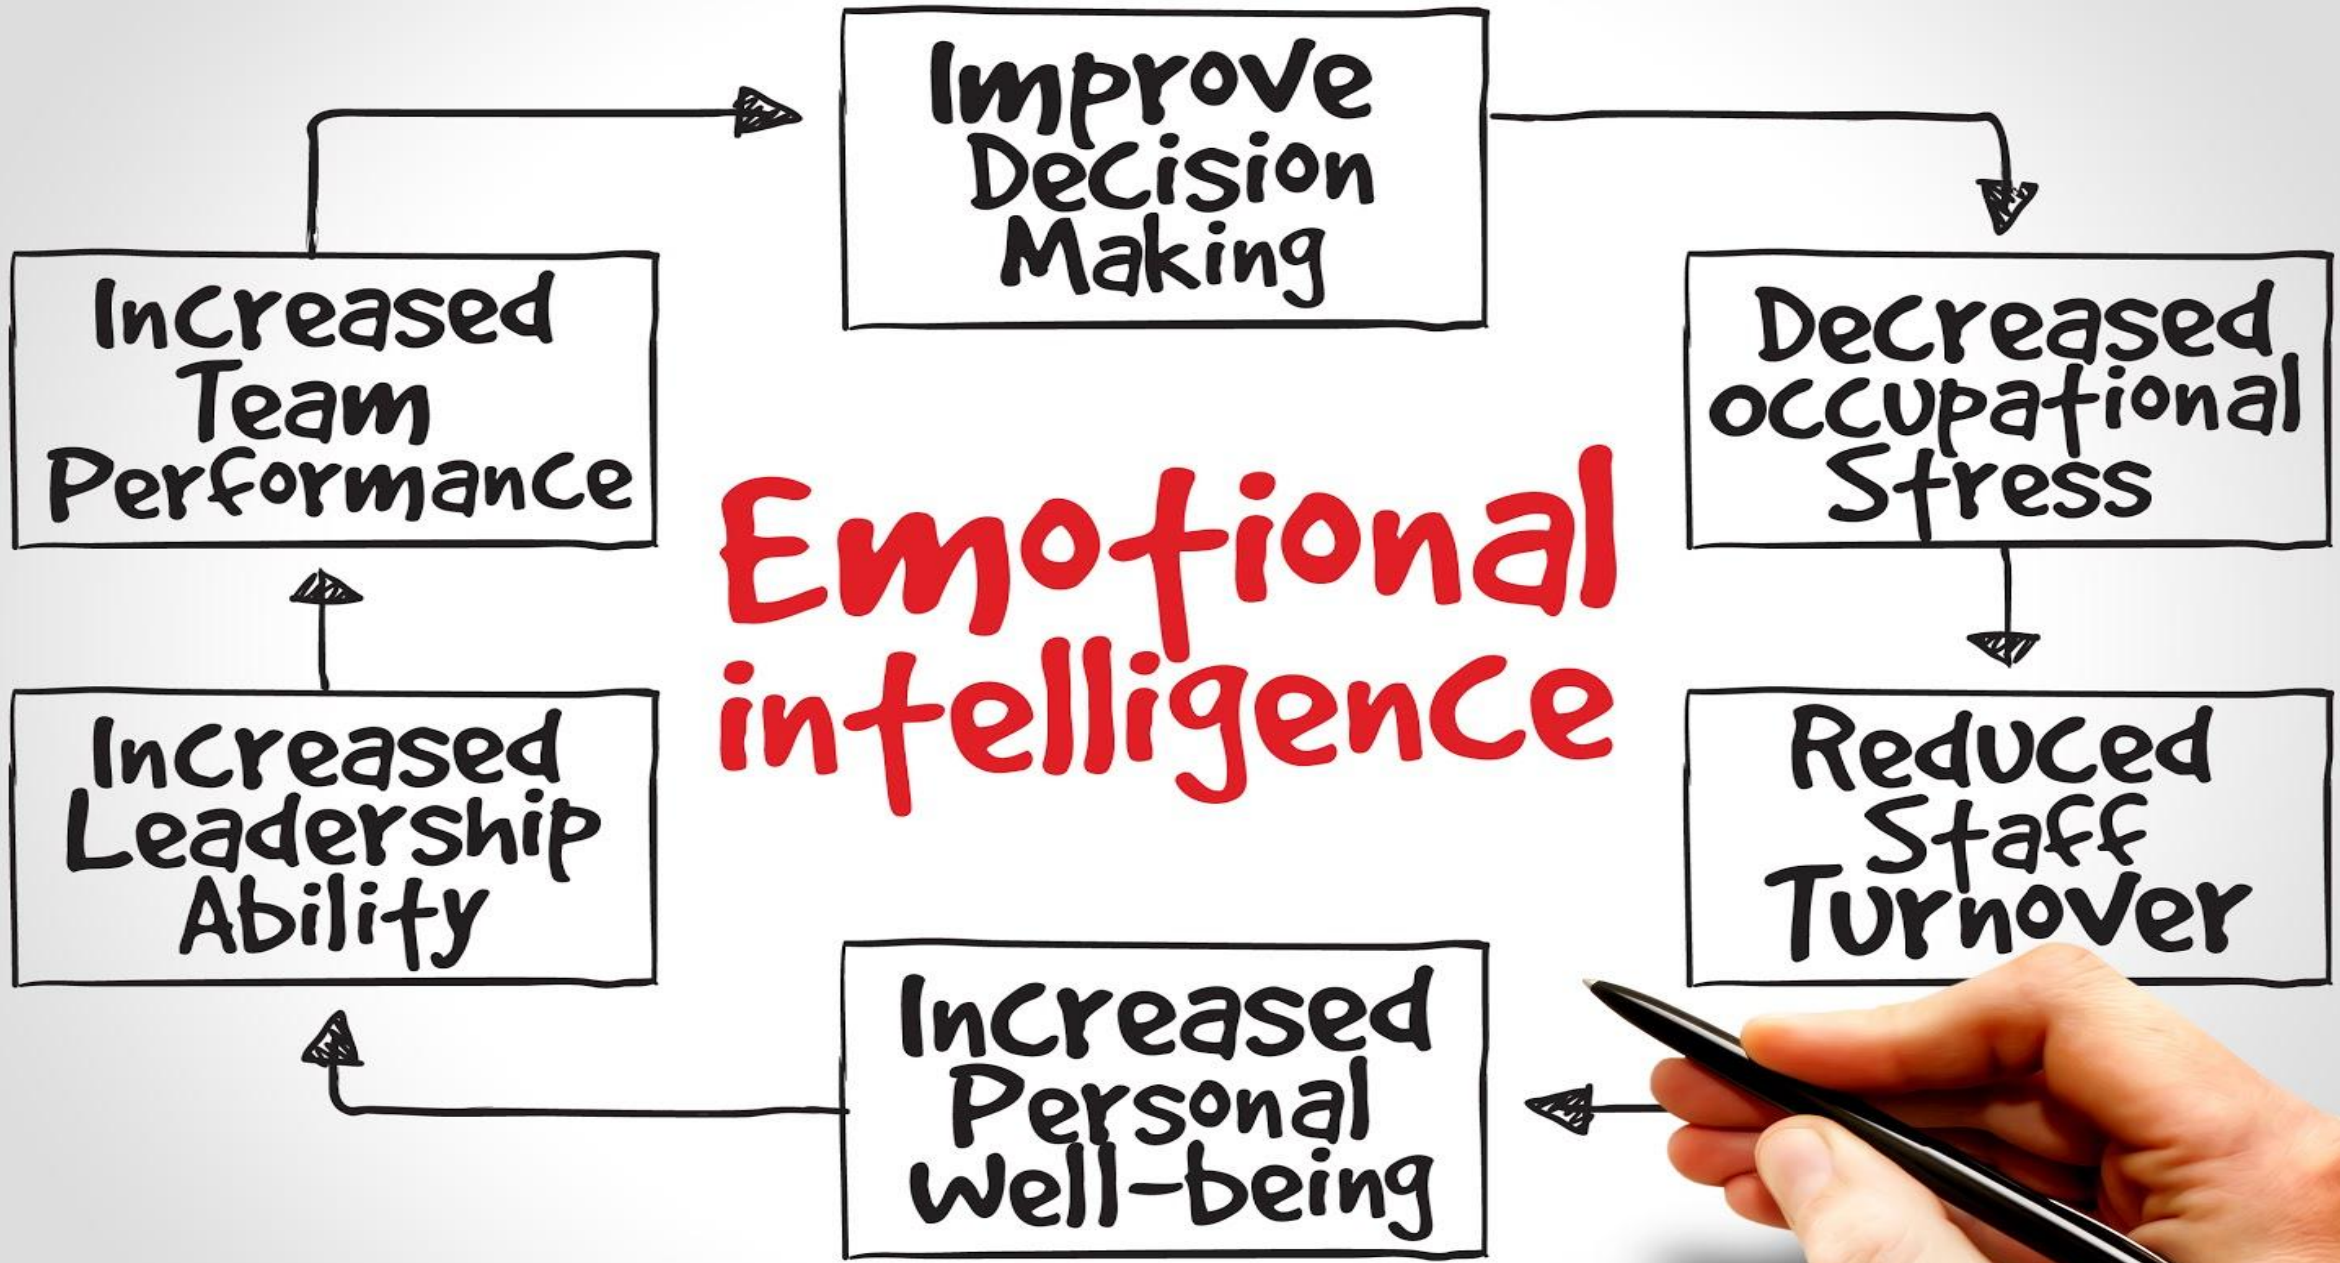 Improve
Decision
Making
Increased
Team
Performance
Decreased
occupational
Stress
Emotional
intelligence
Increased
Leadership
Ability
Reduced
Staff
Turnover
Increased
Personal
Well-being